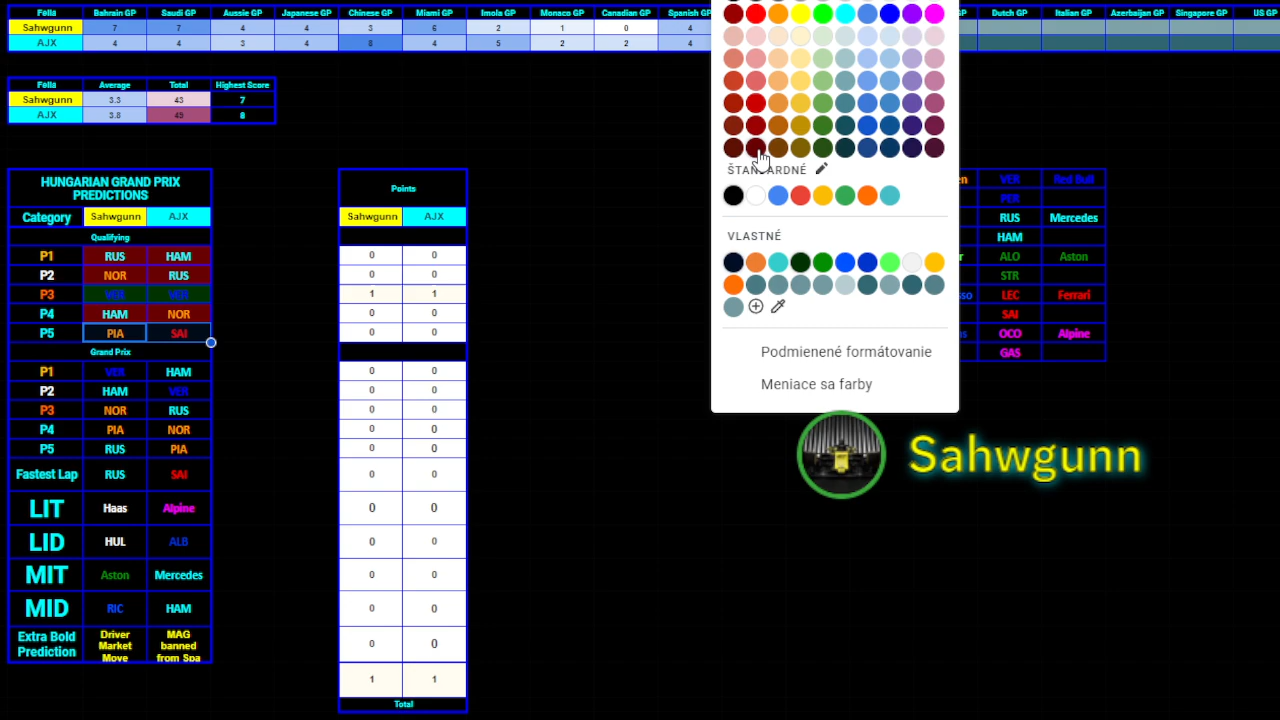 Fëllä Bahrain GP Saudi GP Aussie GP Japanese GP Chinese GP Miami GP Imola GP Monaco GP Canadian GP Spanish GP Dutch GP Italian GP Azerbaijan GP Singapore GP US GP
Sahwgunn 7 7 4 4 3 6 2 1 0 4
AJX 4 4 3 4 8 4 5 2 2 4
Fëllä Average Total Highest Score
Sahwgunn 3.3 43 7
AJX 3.8 49 8
HUNGARIAN GRAND PRIX
PREDICTIONS
Category Sahwgunn AJX
Qualifying
P1 RUS HAM
P2 NOR RUS
P3 VER VER
P4 HAM NOR
P5 PIA SAI
Grand Prix
P1 VER HAM
P2 HAM VER
P3 NOR RUS
P4 PIA NOR
P5 RUS PIA
Fastest Lap RUS SAI
LIT Haas Alpine
LID HUL ALB
MIT Aston Mercedes
MID RIC HAM
Extra Bold
Prediction
Driver
Market
Move
MAG
banned
from Spa
Points
Sahwgunn AJX
0 0
0 0
1 1
0 0
0 0
0 0
0 0
0 0
0 0
0 0
0 0
0 0
0 0
0 0
0 0
0 0
1 1
Total
ŠTANDARDNÉ
VLASTNÉ
Podmienené formátovanie
Meniace sa farby
VER Red Bull
PER
RUS Mercedes
HAM
ALO Aston
STR
LEC Ferrari
SAI
OCO Alpine
GAS
Sahwgunn